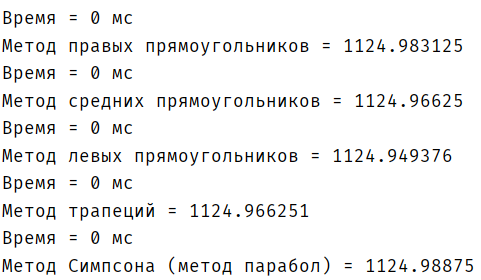 Время = 0 мс
Метод правых прямоугольников = 1124.983125
Время = 0 мс
Метод средних прямоугольников = 1124.96625
Время = 0 мс
Метод левых прямоугольников = 1124.949376
Время = 0 мс
Метод трапеций = 1124.966251
Время = 0 мс
Метод Симпсона (метод парабол) = 1124.98875